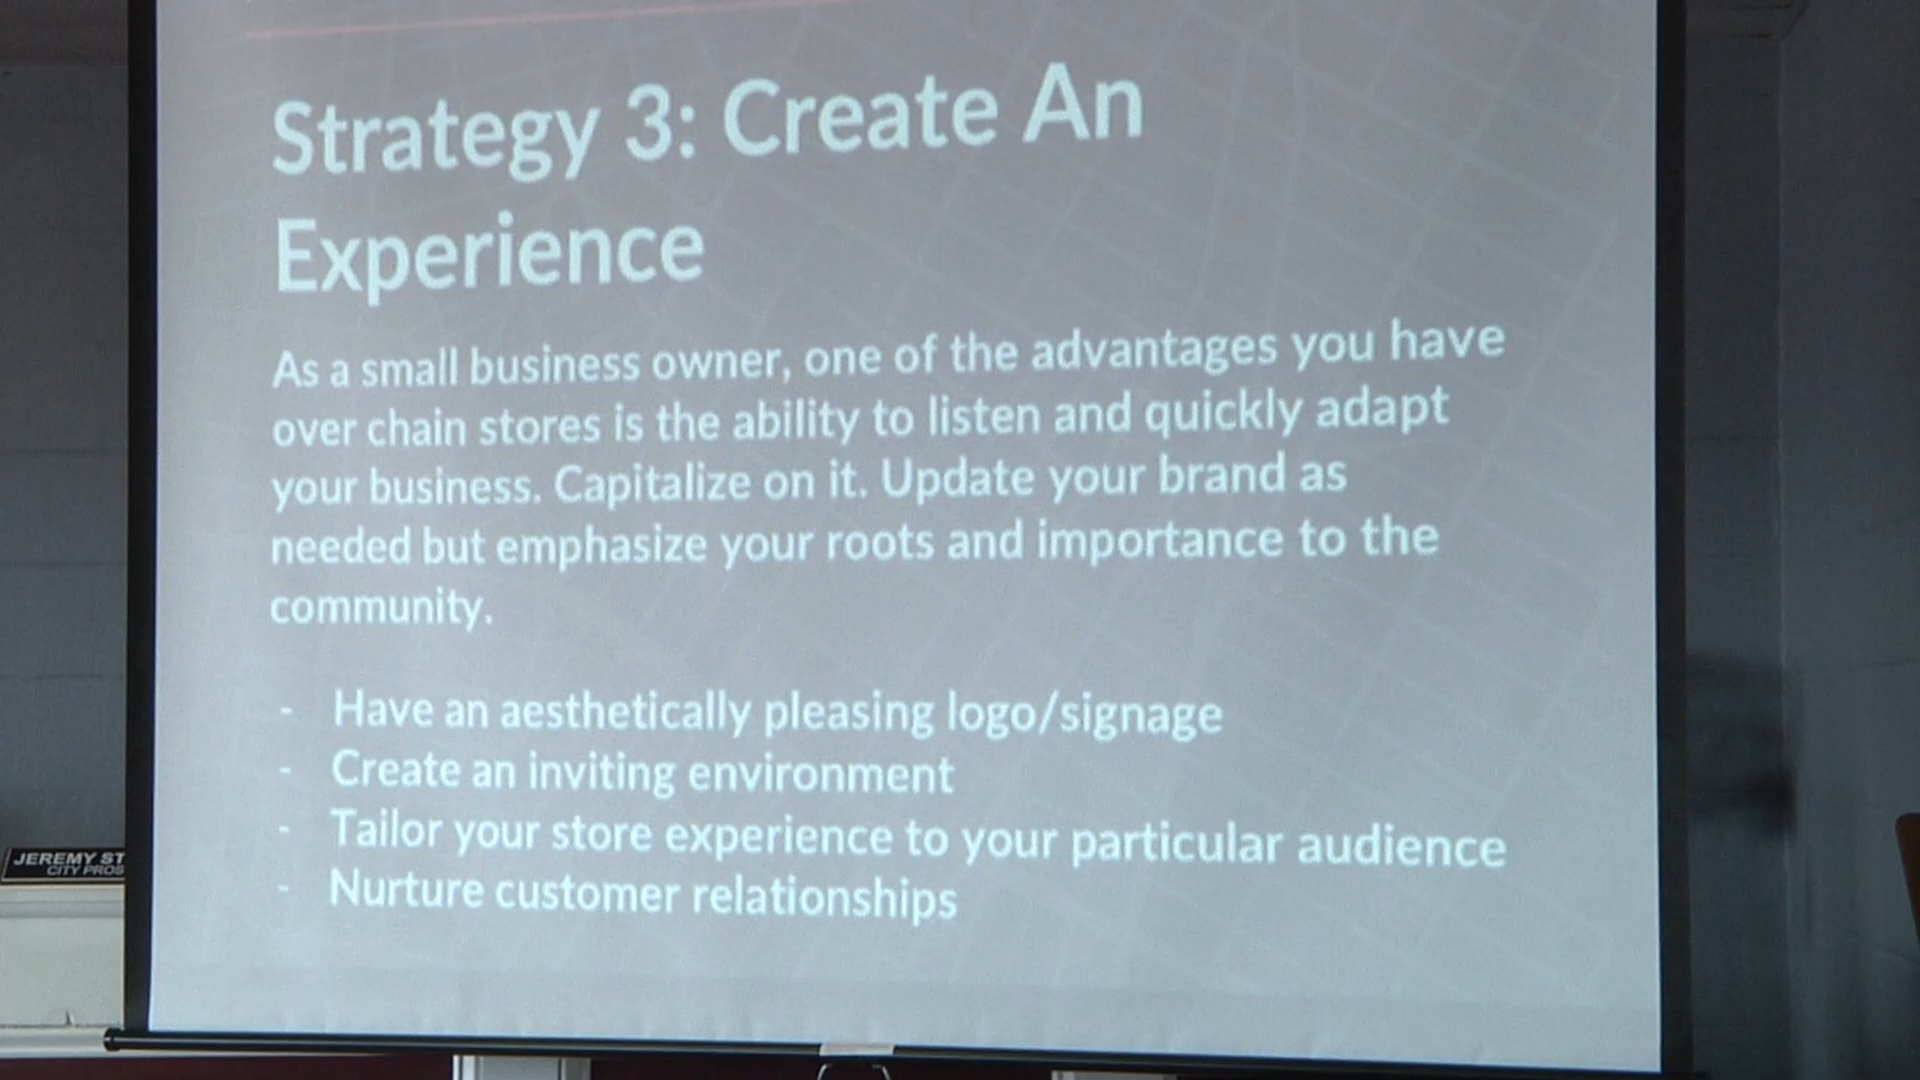 Strategy 3: Create An
Experience
As a small business owner, one of the advantages you have
over chain stores is the ability to listen and quickly adapt
your business. Capitalize on it. Update your brand as
needed but emphasize your roots and importance to the
community.
- Have an aesthetically pleasing logo/signage
- Create an inviting environment
- Tailor your store experience to your particular audience
- Nurture customer relationships
JEREMY ST
CITY PROS